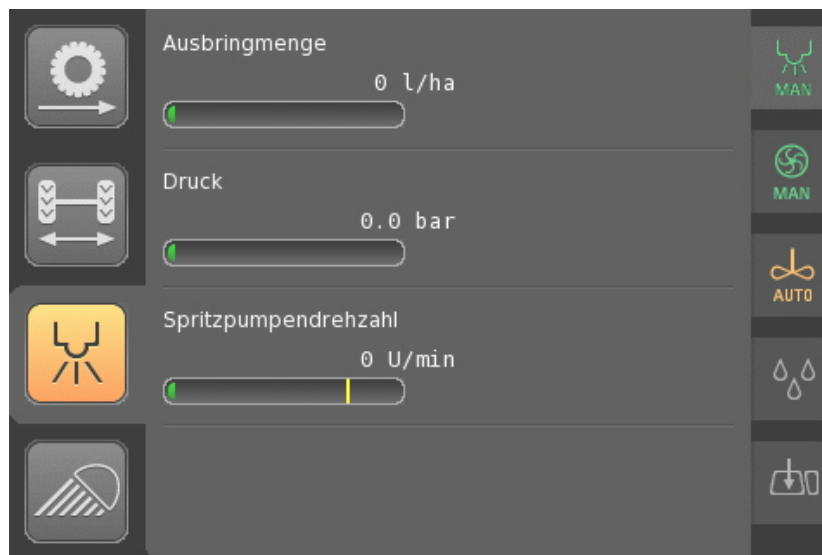 Ausbringmenge
0 l/ha
Druck
0.0 bar
Spritzpumpendrehzahl
0 U/min
MAN
MAN
AUTO